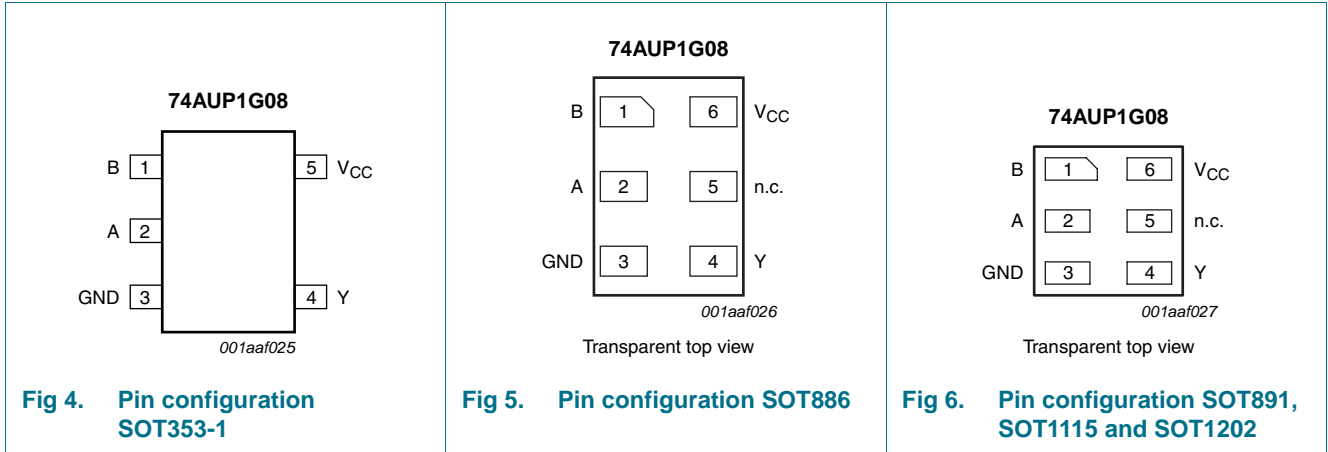 74AUP1G08
B 1
5 VCC
A 2
GND 3
4 Y
001aaf025
Fig 4. Pin configuration
SOT353-1
74AUP1G08
B 1 6 VCC
A 2 5 n.c.
GND 3 4 Y
001aaf026
Transparent top view
Fig 5. Pin configuration SOT886
74AUP1G08
B 1 6 VCC
A 2 5 n.c.
GND 3 4 Y
001aaf027
Transparent top view
Fig 6. Pin configuration SOT891,
SOT1115 and SOT1202